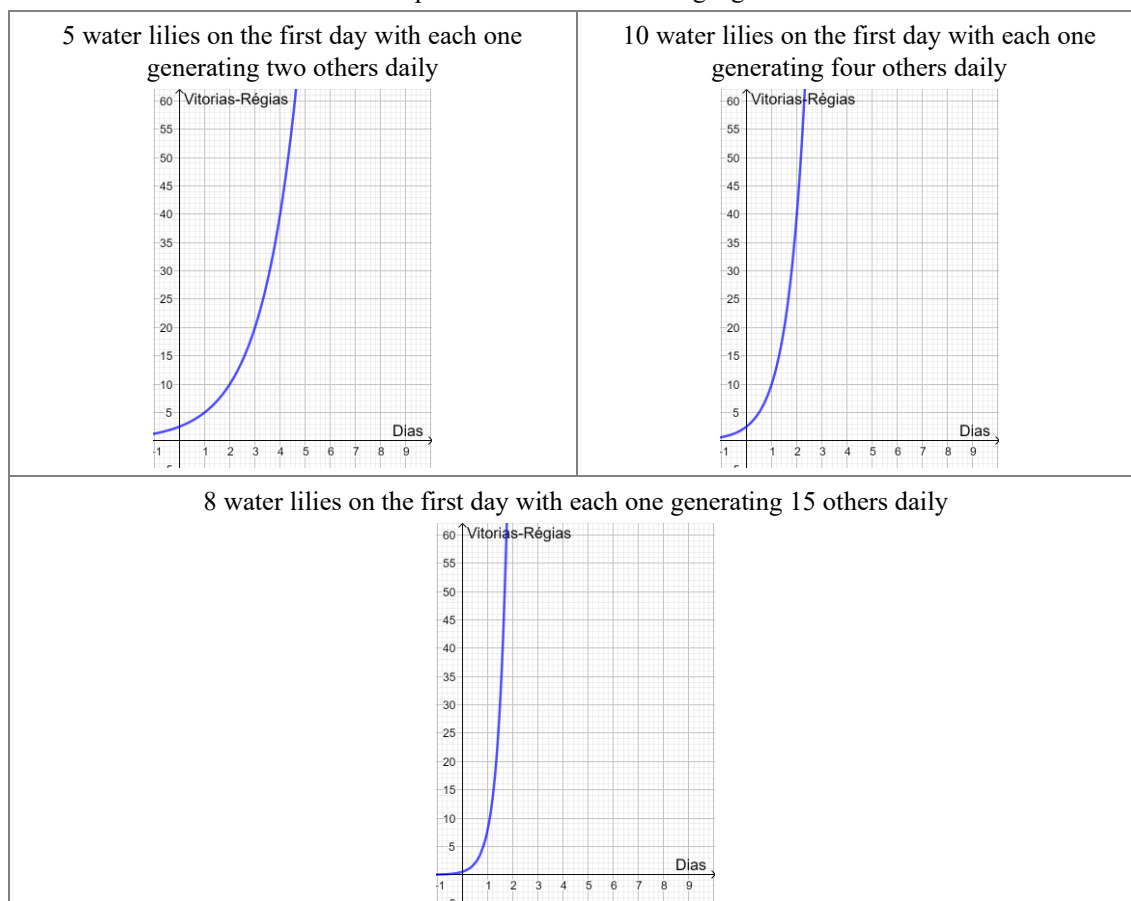 5 water lilies on the first day with each one
generating two others daily
60 Vitorias-Régias
55
50
45
40
35
30
25
20
15
10
5
Dias
-1 1 2 3 4 5 6 7 8 9
10 water lilies on the first day with each one
generating four others daily
60 Vitorias-Régias
55
50
45
40
35
30
25
20
15
10
5
Dias
-1 1 2 3 4 5 6 7 8 9
8 water lilies on the first day with each one generating 15 others daily
60 Vitorias-Régias
55
50
45
40
35
30
25
20
15
10
5
Dias
-1 1 2 3 4 5 6 7 8 9